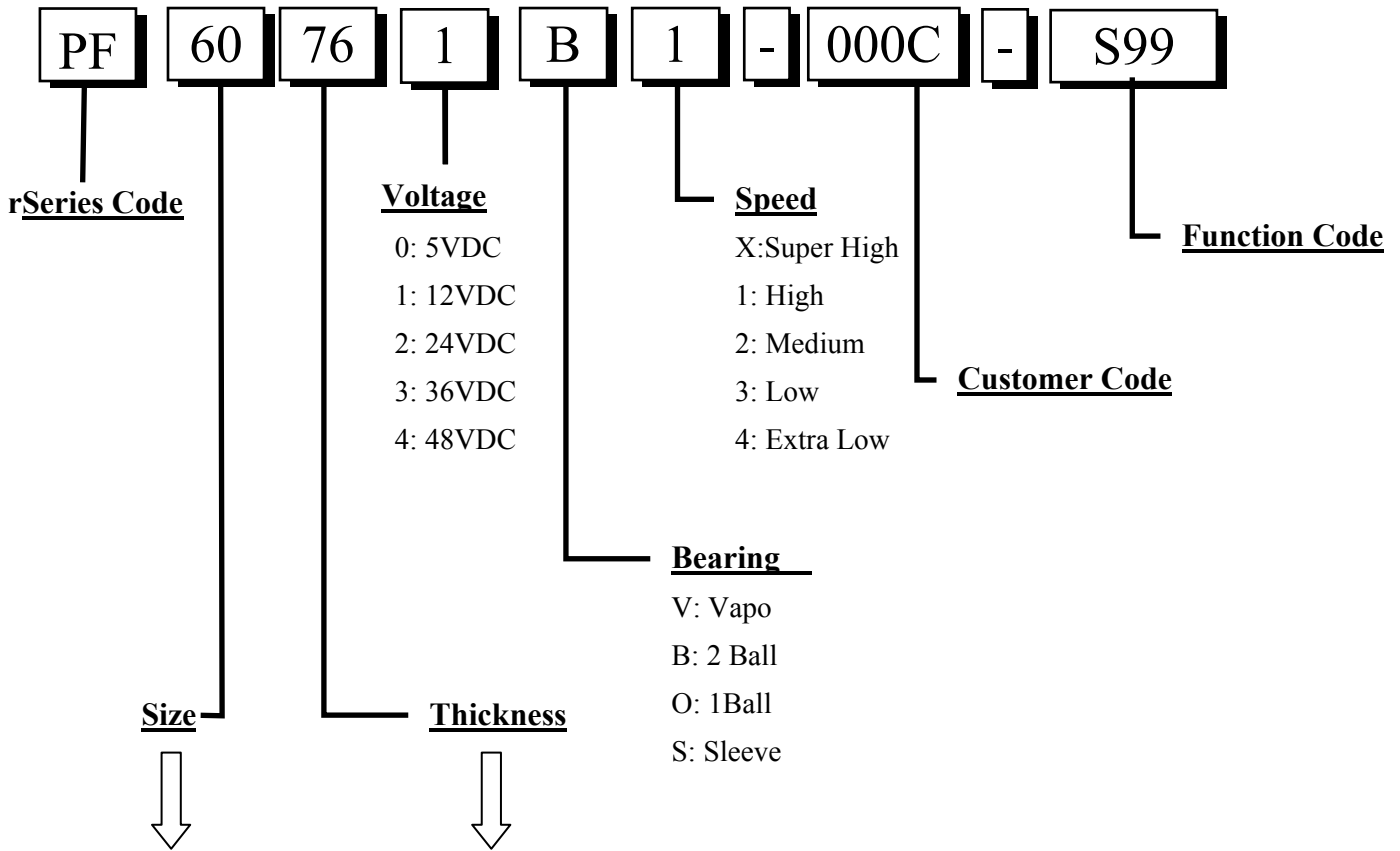 PF 60 76 1 B 1 - 000C - S99
rSeries Code
Voltage
0: 5VDC
1: 12VDC
2: 24VDC
3: 36VDC
4: 48VDC
Speed
X:Super High
1: High
2: Medium
3: Low
4: Extra Low
Function Code
Customer Code
Bearing
V: Vapo
B: 2 Ball
O: 1Ball
S: Sleeve
Size
Thickness